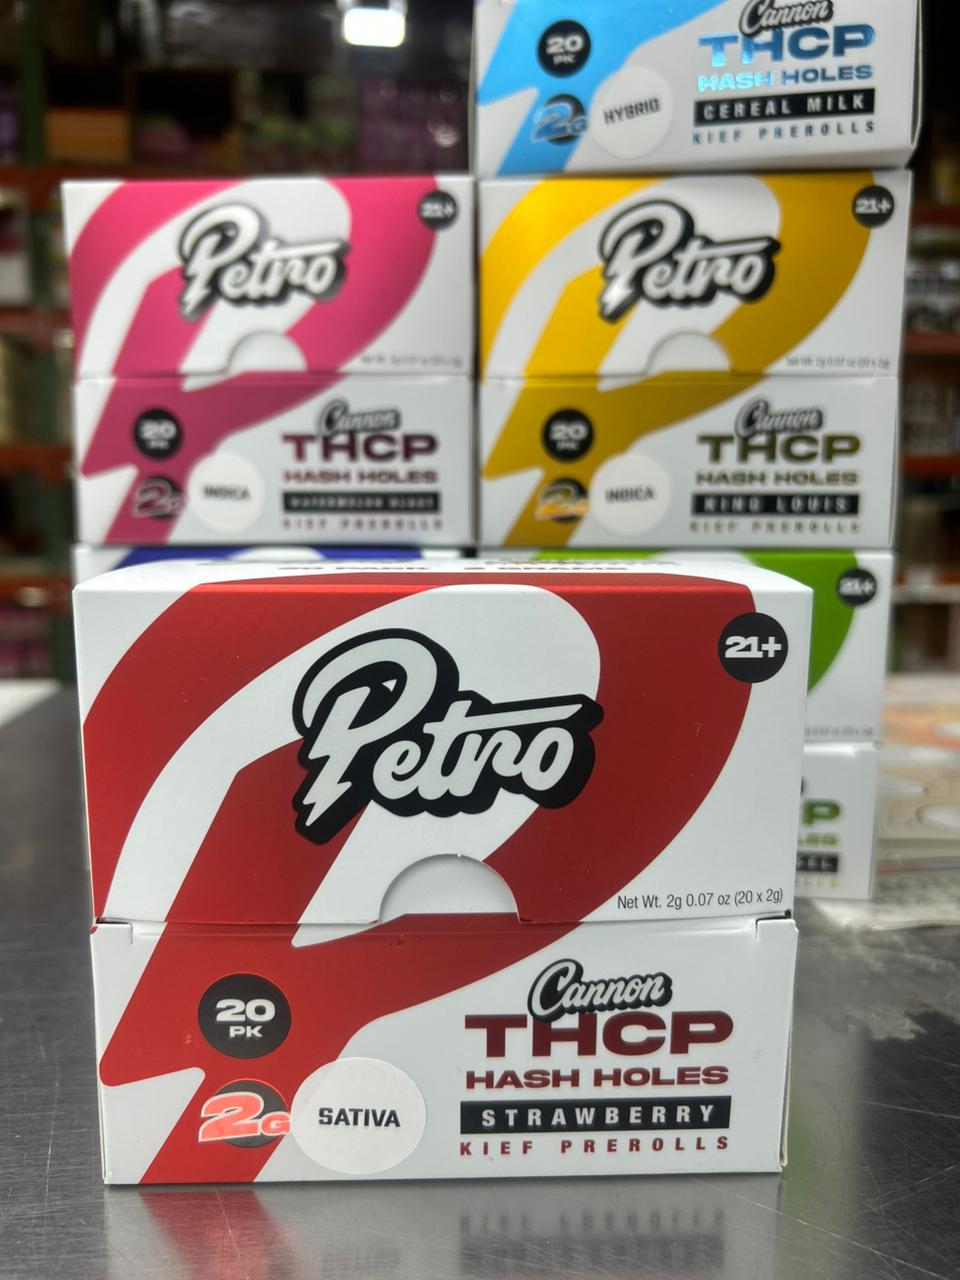 Cannon
20
PK
THCP
HASH HOLES
2G
HYBRID
CEREAL MILK
KIEF PREROLLS
21+
Petro
20
PK
Cannon
THCP
HASH HOLES
2G
INDICA
KIEF PREROLLS
21+
Petro
20
PK
Cannon
THCP
HASH HOLES
2G
INDICA
KING LOUIS
KIEF PREROLLS
21+
21+
Petro
Net Wt. 2g 0.07 oz (20 x 2g)
20
PK
Cannon
THCP
HASH HOLES
2G
SATIVA
STRAWBERRY
KIEF PREROLLS